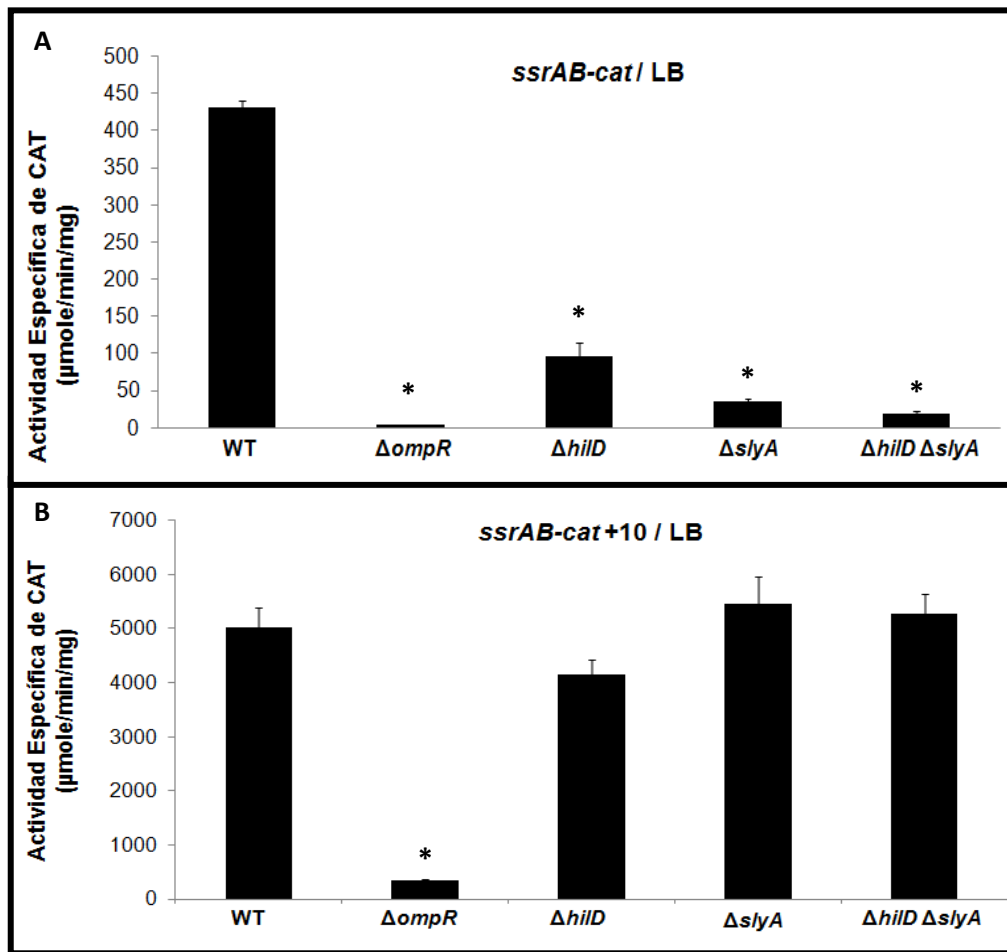 A
ssrAB-cat / LB
Actividad Específica de CAT
(µmole/min/mg)
500
450
400
350
300
250
200
150
100
50
0
*
*
*
*
WT
ΔompR
ΔhilD
ΔslyA
ΔhilD ΔslyA
B
ssrAB-cat +10 / LB
Actividad Específica de CAT
(µmole/min/mg)
7000
6000
5000
4000
3000
2000
1000
0
*
WT
ΔompR
ΔhilD
ΔslyA
ΔhilD ΔslyA